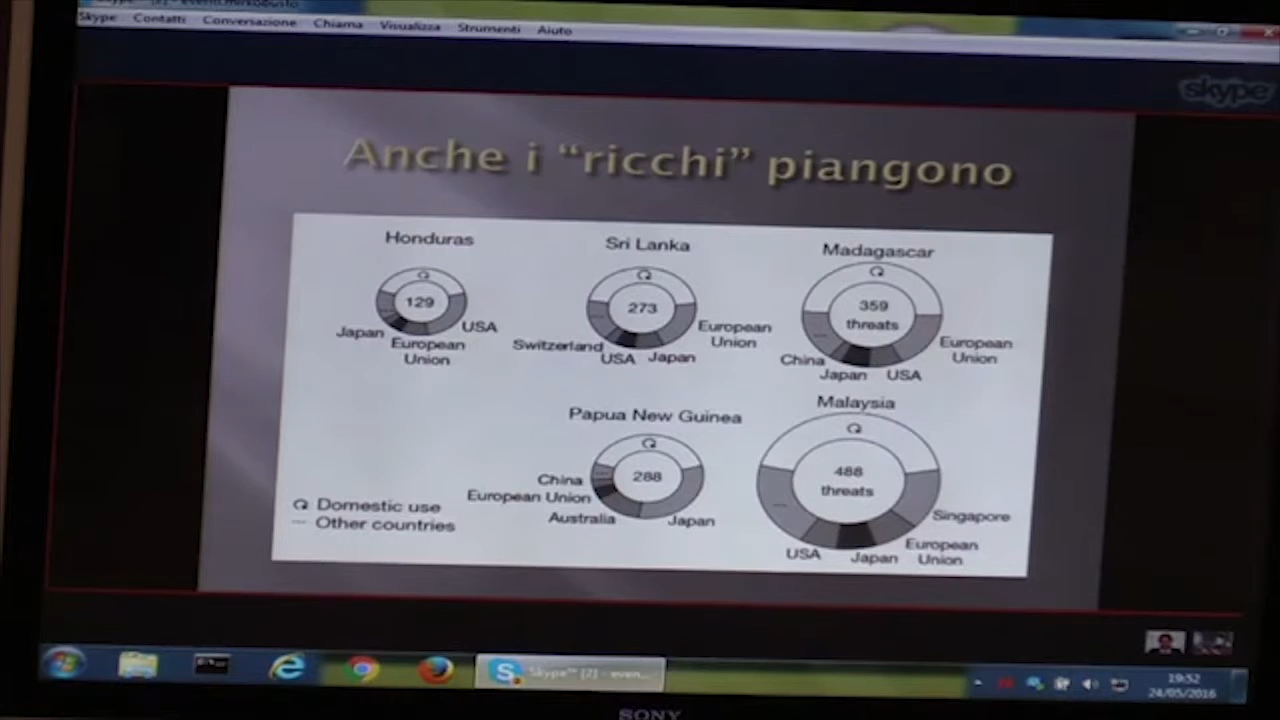 Skype Contatti Conversazione Chiama Visualizza Strumenti Aiuto
skype
Anche i “ricchi” piangono
Honduras
129
Japan
USA
European
Union
Sri Lanka
273
Switzerland
USA
Japan
European
Union
Madagascar
359
threats
China
Japan
USA
European
Union
Papua New Guinea
288
China
European Union
Australia
Japan
Malaysia
488
threats
USA
Japan
European
Union
Singapore
Domestic use
--- Other countries
Skype™ [2] - even...
19:52
24/05/2016
SONY